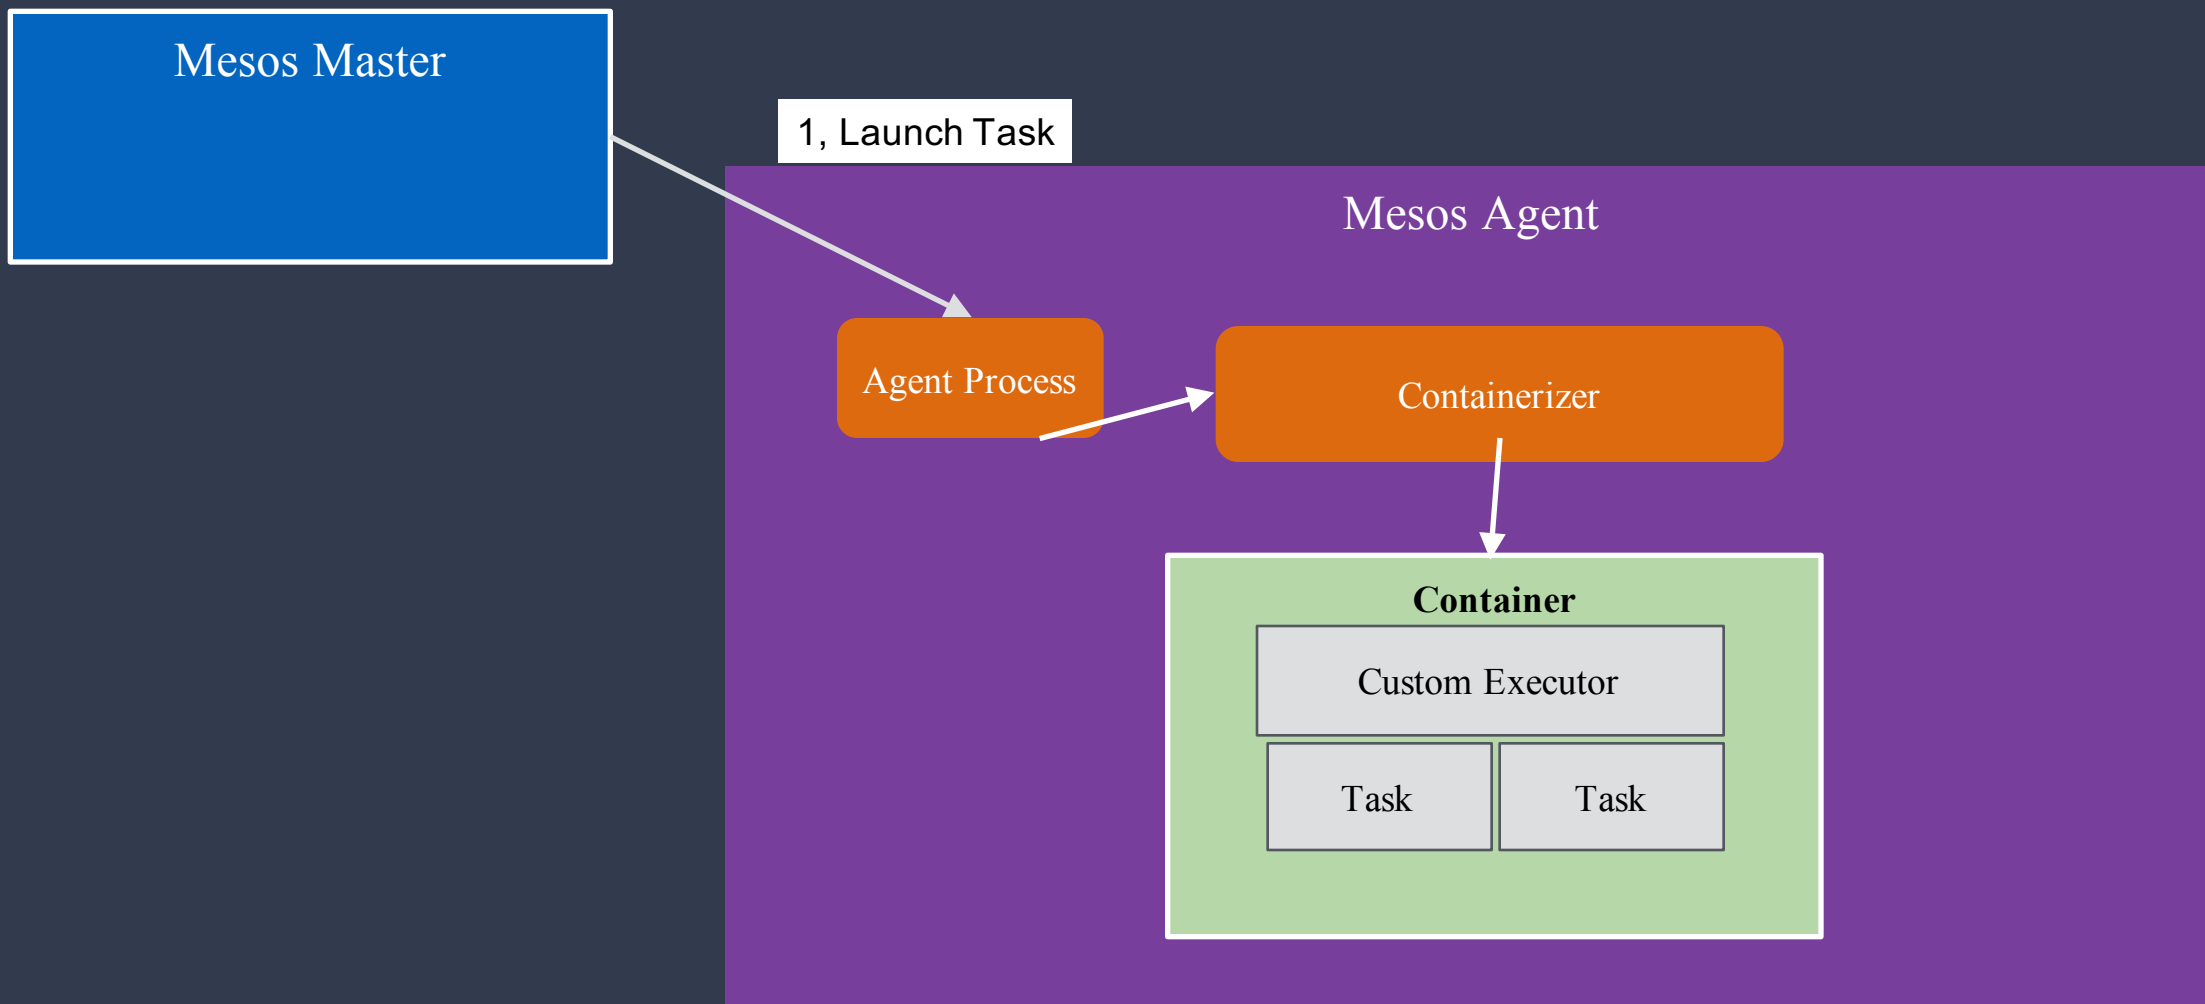 Mesos Master
1, Launch Task
Mesos Agent
Agent Process
Containerizer
Container
Custom Executor
Task
Task